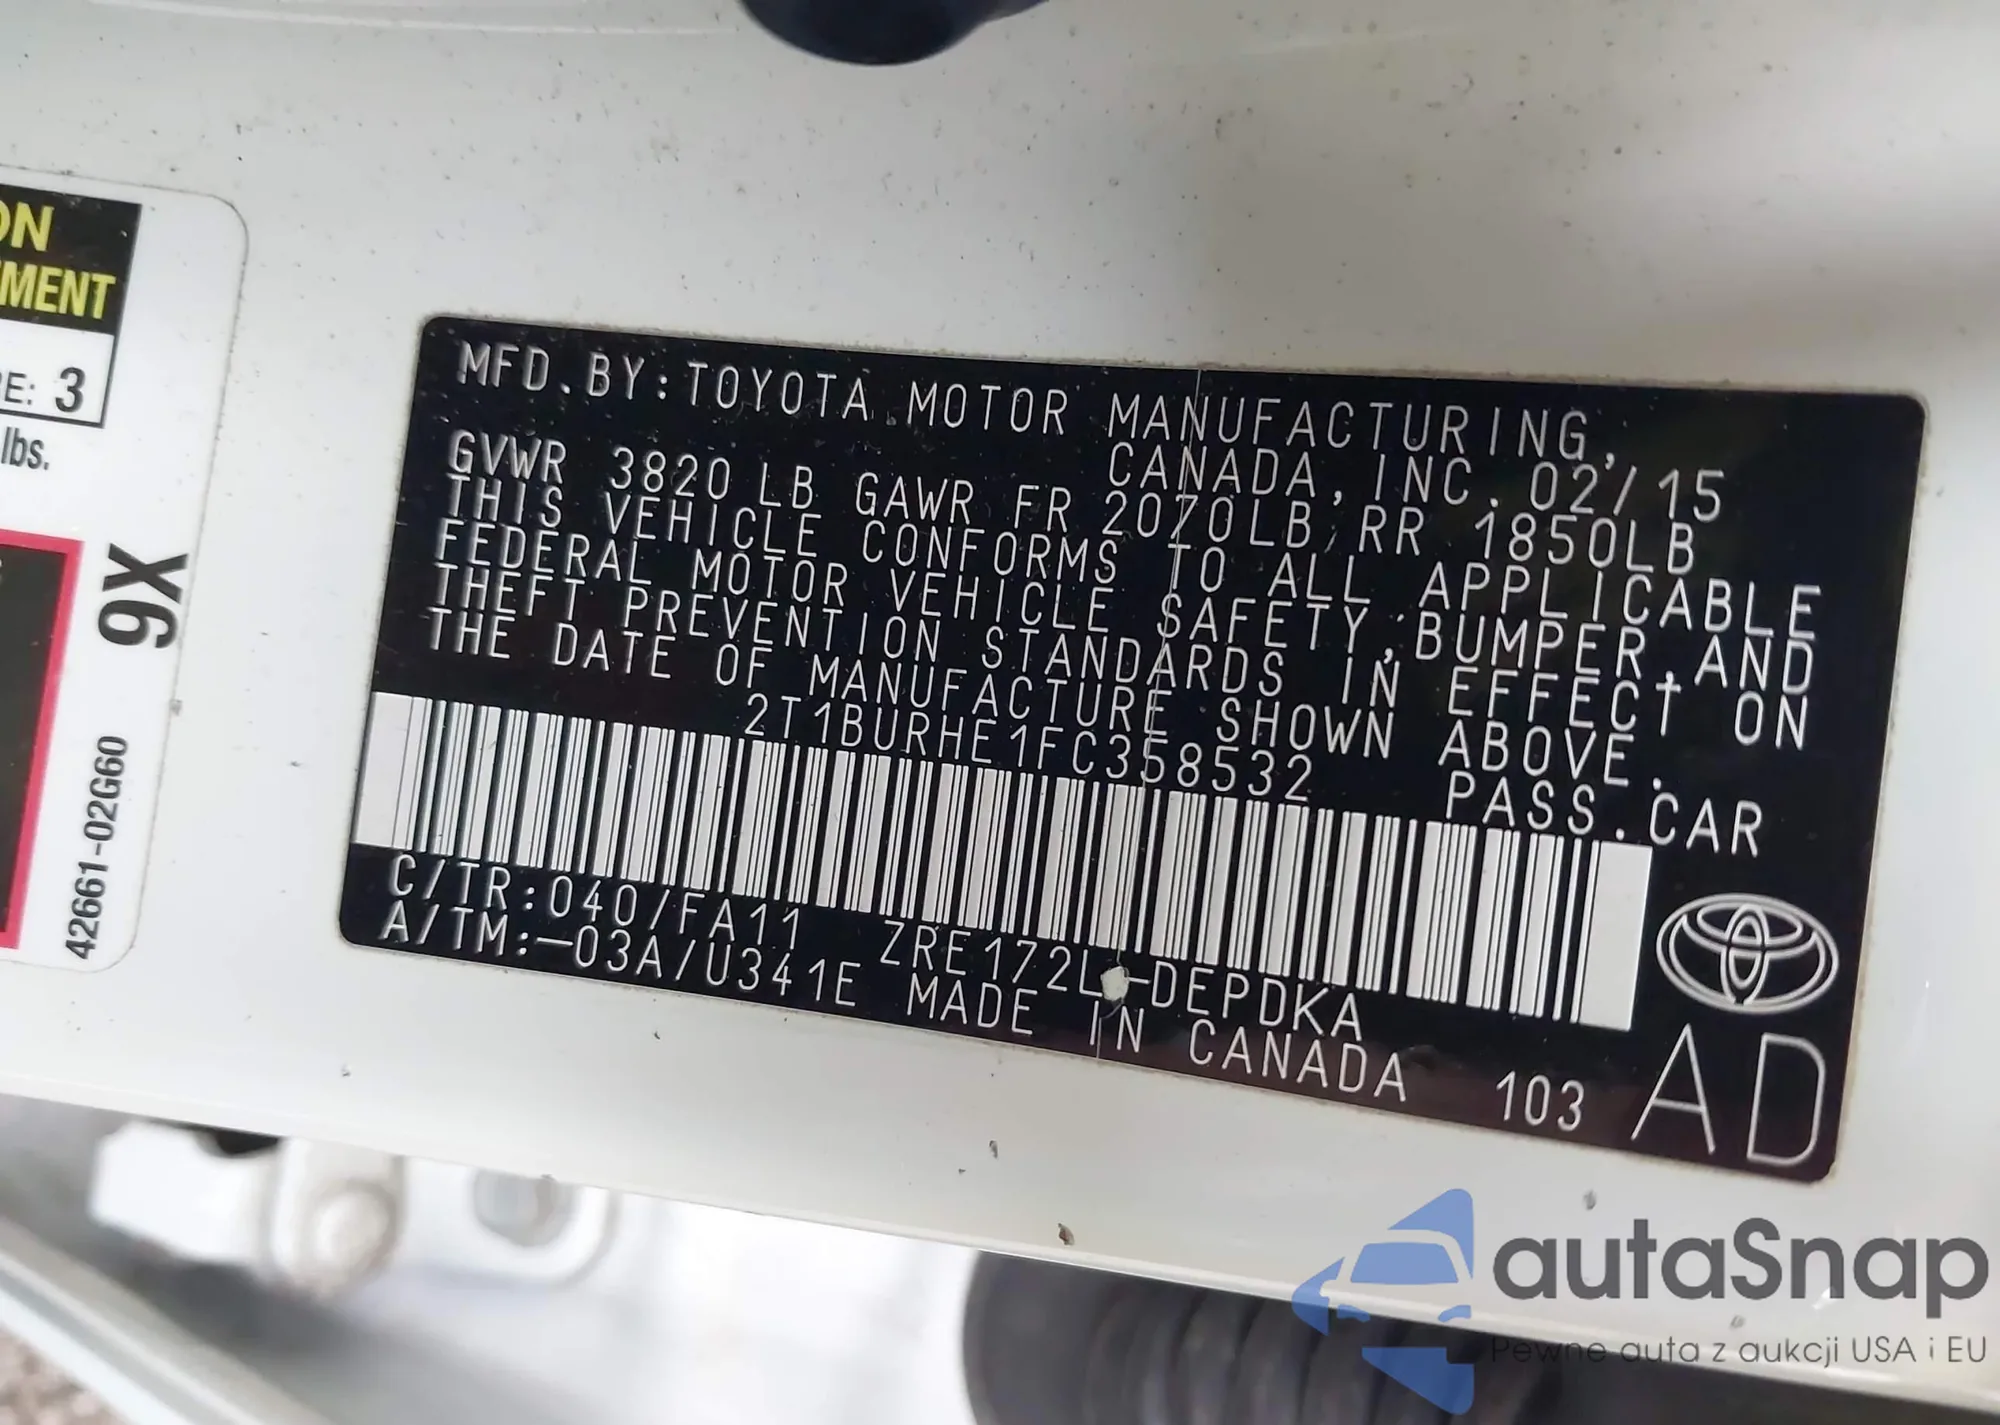 ON
EMENT
E: 3
lbs.
9X
42661-02G60
MFD.BY:TOYOTA MOTOR MANUFACTURING,
CANADA, INC. 02/15
GVWR 3820 LB GAWR FR 2070LB,RR 1850LB
THIS VEHICLE CONFORMS TO ALL APPLICABLE
FEDERAL MOTOR VEHICLE SAFETY,BUMPER,AND
THEFT PREVENTION STANDARDS IN EFFECT ON
THE DATE OF MANUFACTURE SHOWN ABOVE.
2T1BURHE1FC358532 PASS.CAR
C/TR:040/FA11 ZRE172L-DEPDKA
A/TM:-03A/U341E MADE IN CANADA 103
AD
autaSnap
Pewne auta z aukcji USA i EU